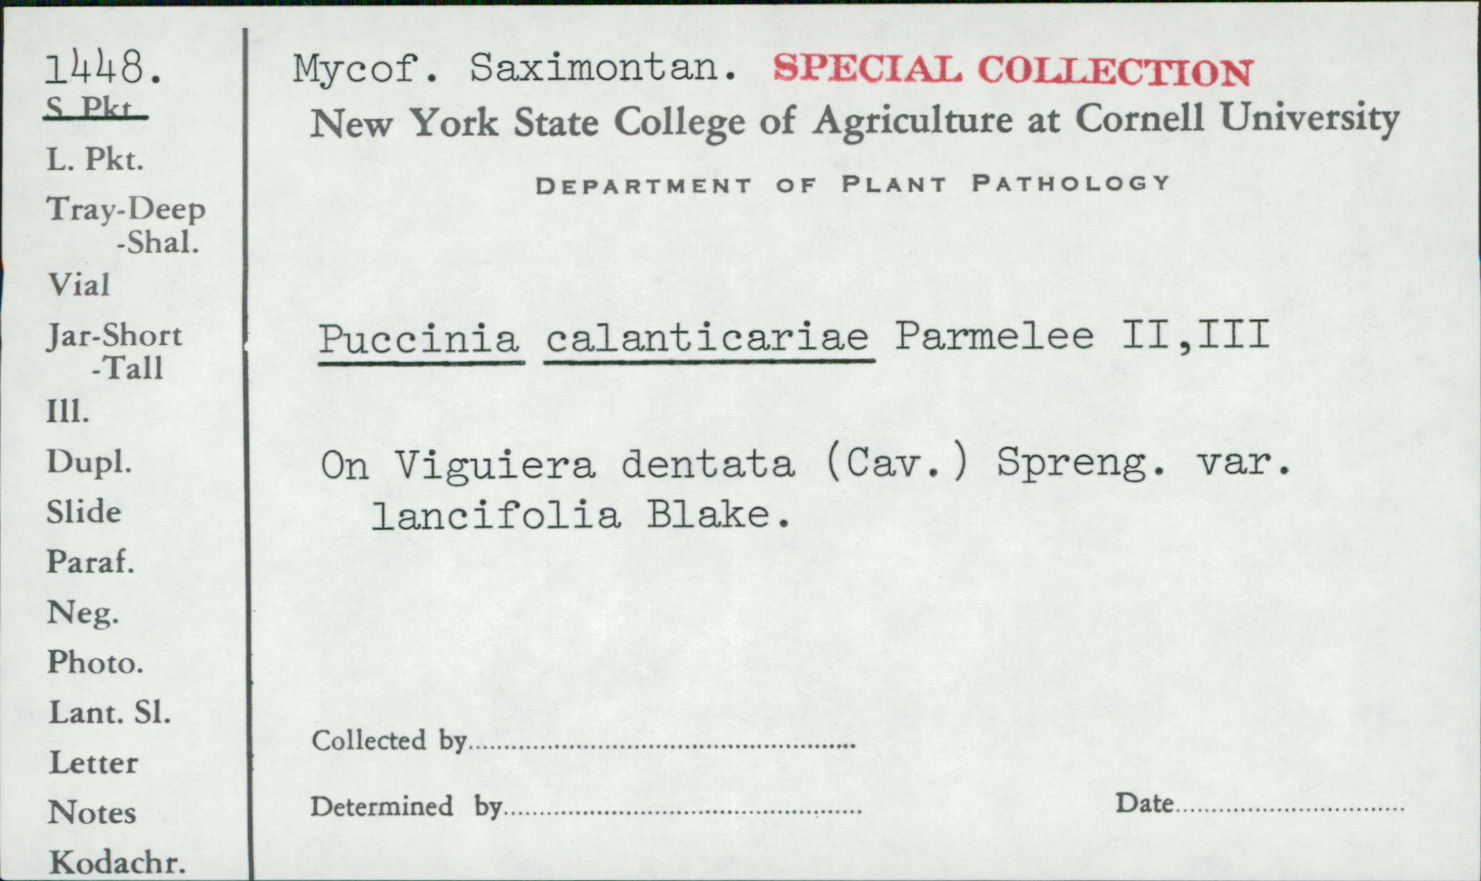 1448.
S Pkt.
L. Pkt.
Tray-Deep
-Shal.
Vial
Jar-Short
-Tall
Ill.
Dupl.
Slide
Paraf.
Neg.
Photo.
Lant. Sl.
Letter
Notes
Kodachr.
Mycof. Saximontan. SPECIAL COLLECTION
New York State College of Agriculture at Cornell University
DEPARTMENT OF PLANT PATHOLOGY
Puccinia calanticariae Parmelee II,III
On Viguiera dentata (Cav.) Spreng. var.
lancifolia Blake.
Collected by
Determined by
Date